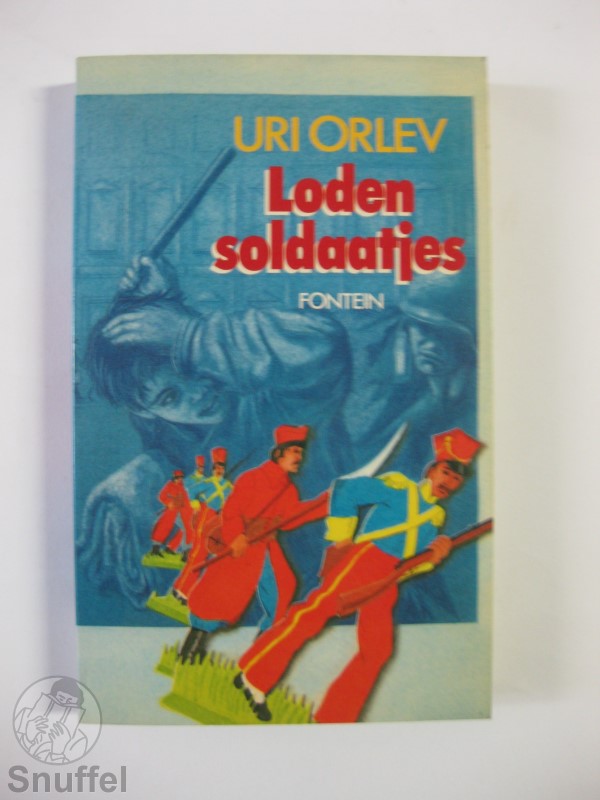 URI ORLEV
Loden
soldaatjes
FONTEIN
Snuffel